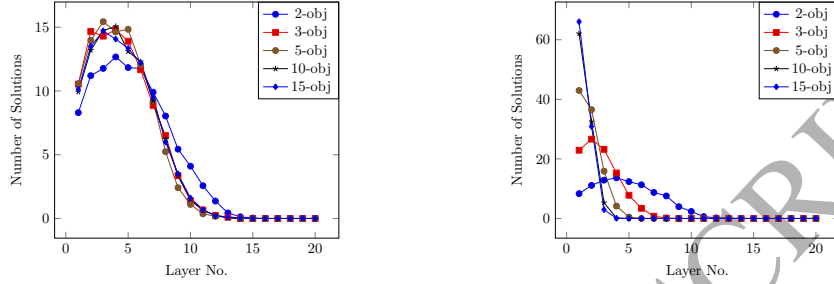 2-obj
3-obj
5-obj
10-obj
15-obj
Number of Solutions
15
10
5
0
0 5 10 15 20
Layer No.
2-obj
3-obj
5-obj
10-obj
15-obj
Number of Solutions
60
40
20
0
0 5 10 15 20
Layer No.